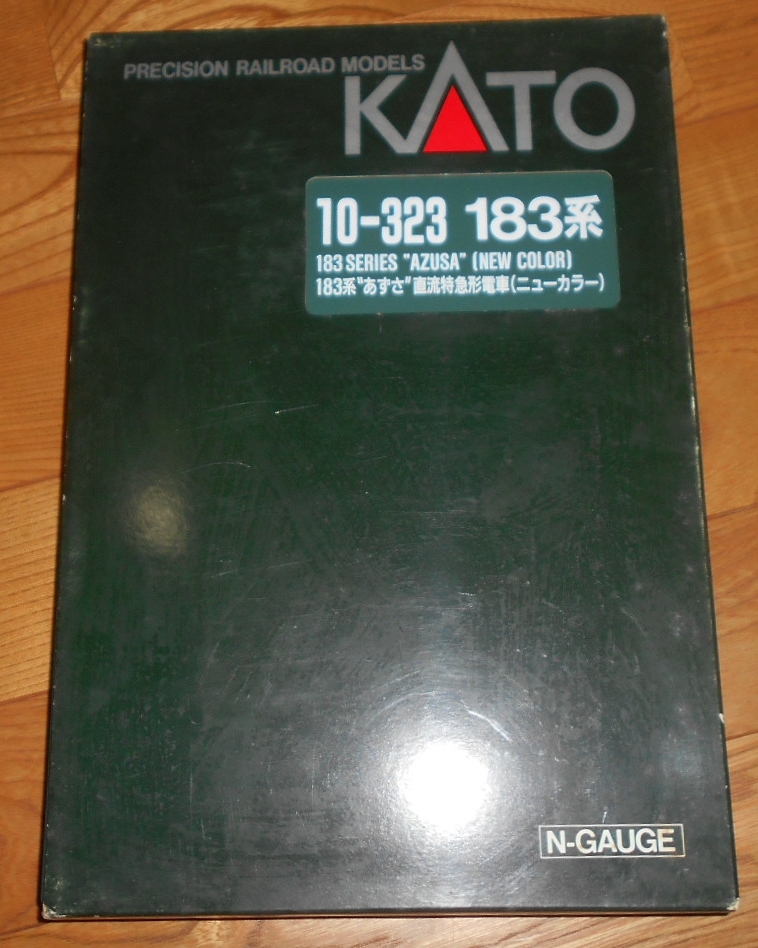 PRECISION RAILROAD MODELS
KATO
10-323 183系
183 SERIES "AZUSA" (NEW COLOR)
183系"あずさ"直流特急形電車(ニューカラー)
N-GAUGE